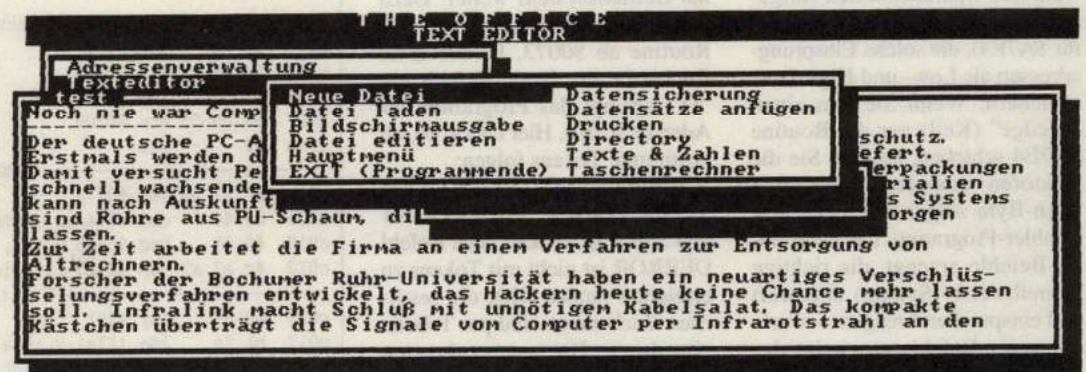 THE OFFICE
TEXT EDITOR
Adressenverwaltung
Texteditor
test
Neue Datei Datensicherung
Datei laden Datensätze anfügen
Bildschirmausgabe Drucken
Datei editieren Directory
Hauptmenü Texte & Zahlen
EXIT (Programmende) Taschenrechner
Noch nie war Comp
Der deutsche PC-A schutz.
Erstmals werden d efert.
Damit versucht Pe erpackungen
schnell wachsende rialien
kann nach Auskunft s Systems
sind Rohre aus PU-Schaum, di orgen
lassen.
Zur Zeit arbeitet die Firma an einem Verfahren zur Entsorgung von
Altrechnern.
Forscher der Bochumer Ruhr-Universität haben ein neuartiges Verschlüs-
selungsverfahren entwickelt, das Hackern heute keine Chance mehr lassen
soll. Infralink macht Schluß mit unnötigem Kabelsalat. Das kompakte
Kästchen überträgt die Signale vom Computer per Infrarotstrahl an den